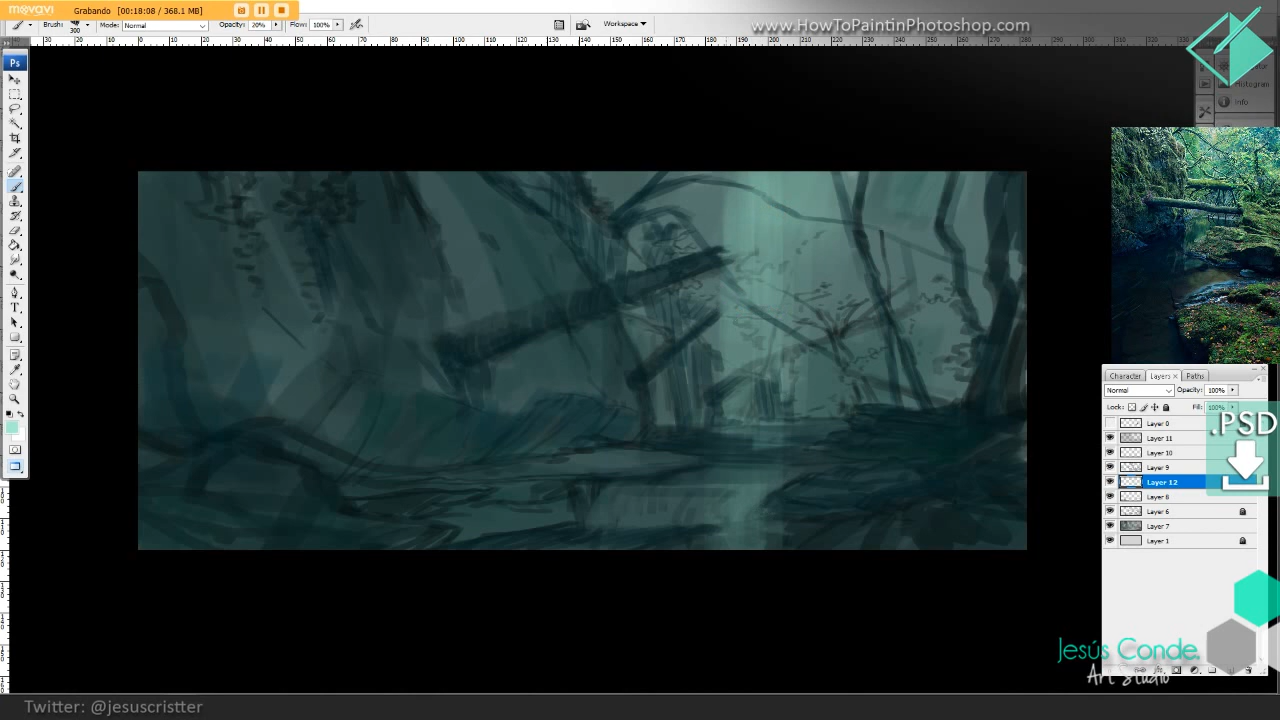 movavi
Grabando [00:18:08 / 368.1 MB]
Brush: 300 Mode: Normal Opacity: 20% Flow: 100% Workspace
www.HowToPaintinPhotoshop.com
Ps
Histogram
Info
Character Layers Paths
Normal Opacity: 100%
Lock: Fill: 100%
Layer 0
Layer 11
Layer 10
Layer 9
Layer 12
Layer 8
Layer 6
Layer 7
Layer 1
.PSD
Jesús Conde.
Art Studio
Twitter: @jesuscristter